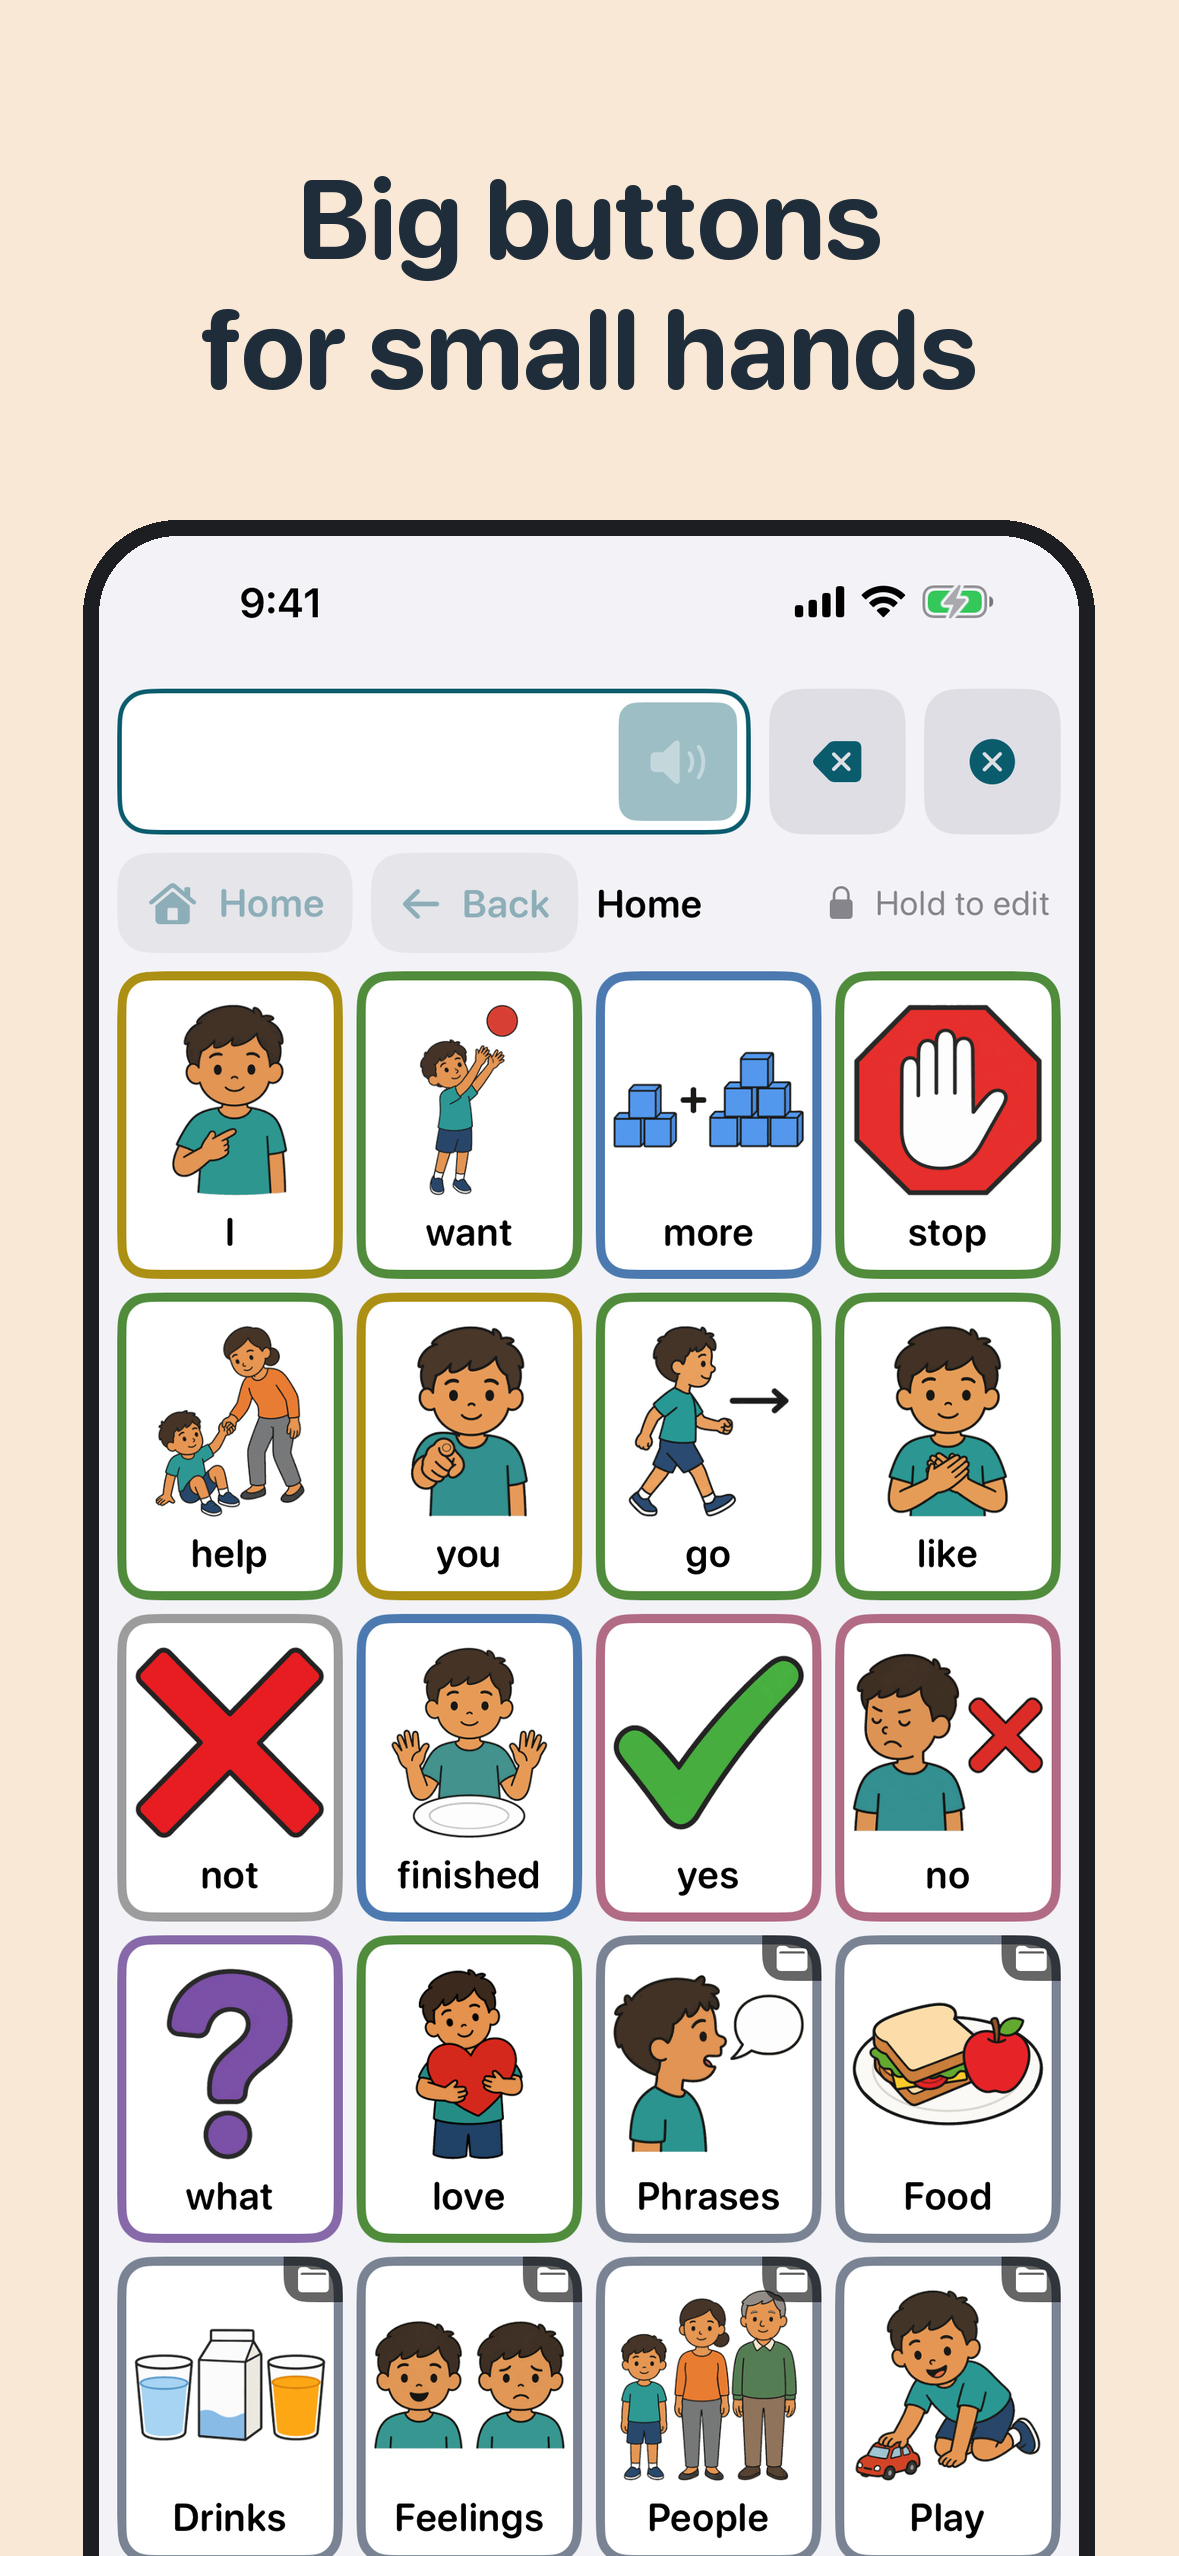 Big buttons
for small hands
9:41
Home
Back
Home
Hold to edit
I
want
more
stop
help
you
go
like
not
finished
yes
no
what
love
Phrases
Food
Drinks
Feelings
People
Play